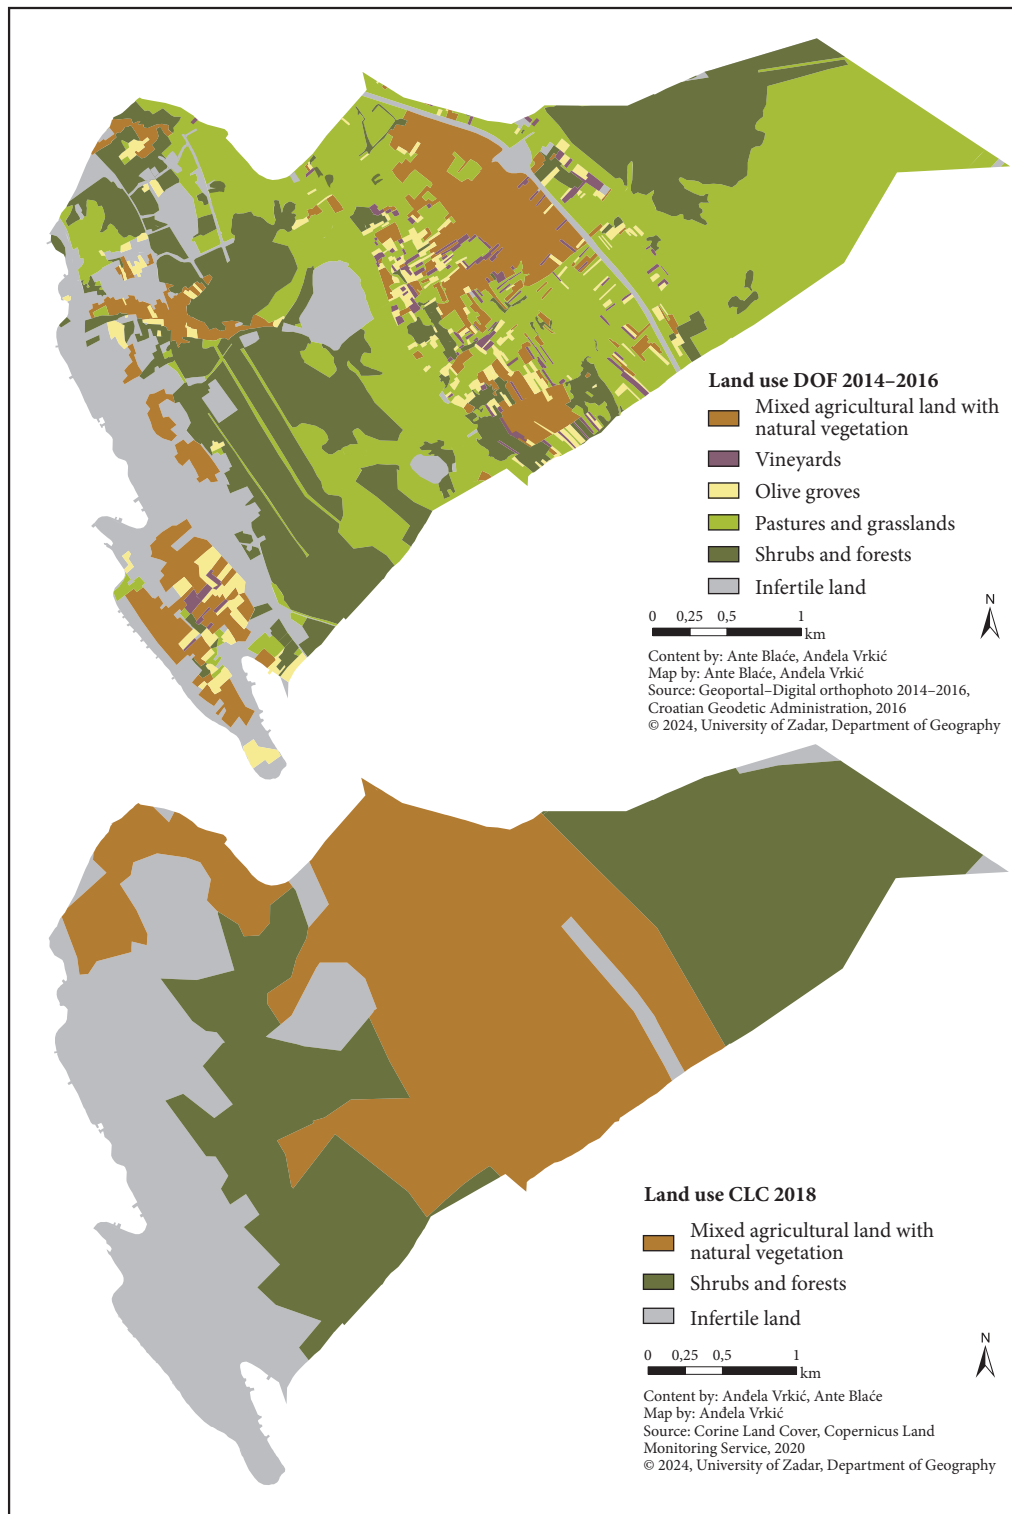 Land use DOF 2014–2016
Mixed agricultural land with
natural vegetation
Vineyards
Olive groves
Pastures and grasslands
Shrubs and forests
Infertile land
N
0 0,25 0,5 1
km
Content by: Ante Blaće, Anđela Vrkić
Map by: Ante Blaće, Anđela Vrkić
Source: Geoportal–Digital orthophoto 2014–2016,
Croatian Geodetic Administration, 2016
© 2024, University of Zadar, Department of Geography
Land use CLC 2018
Mixed agricultural land with
natural vegetation
Shrubs and forests
Infertile land
N
0 0,25 0,5 1
km
Content by: Anđela Vrkić, Ante Blaće
Map by: Anđela Vrkić
Source: Corine Land Cover, Copernicus Land
Monitoring Service, 2020
© 2024, University of Zadar, Department of Geography